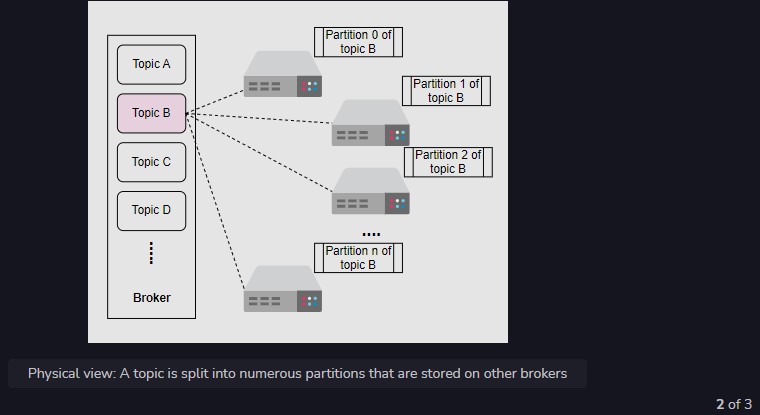 Topic A
Topic B
Topic C
Topic D
Broker
Partition 0 of
topic B
Partition 1 of
topic B
Partition 2 of
topic B
....
Partition n of
topic B
Physical view: A topic is split into numerous partitions that are stored on other brokers
2 of 3